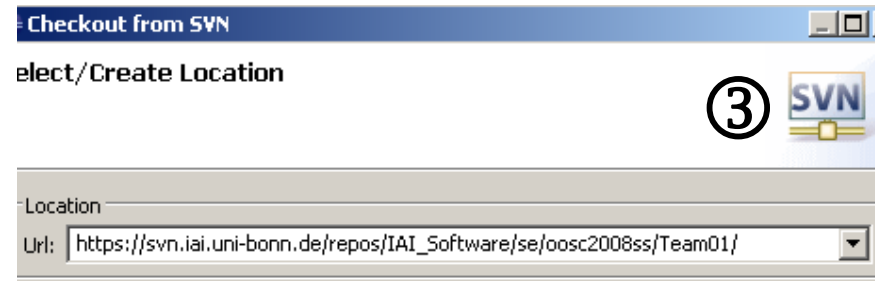 Checkout from SVN
elect/Create Location
③
SVN
Location
Url: https://svn.iai.uni-bonn.de/repos/IAI_Software/se/oosc2008ss/Team01/